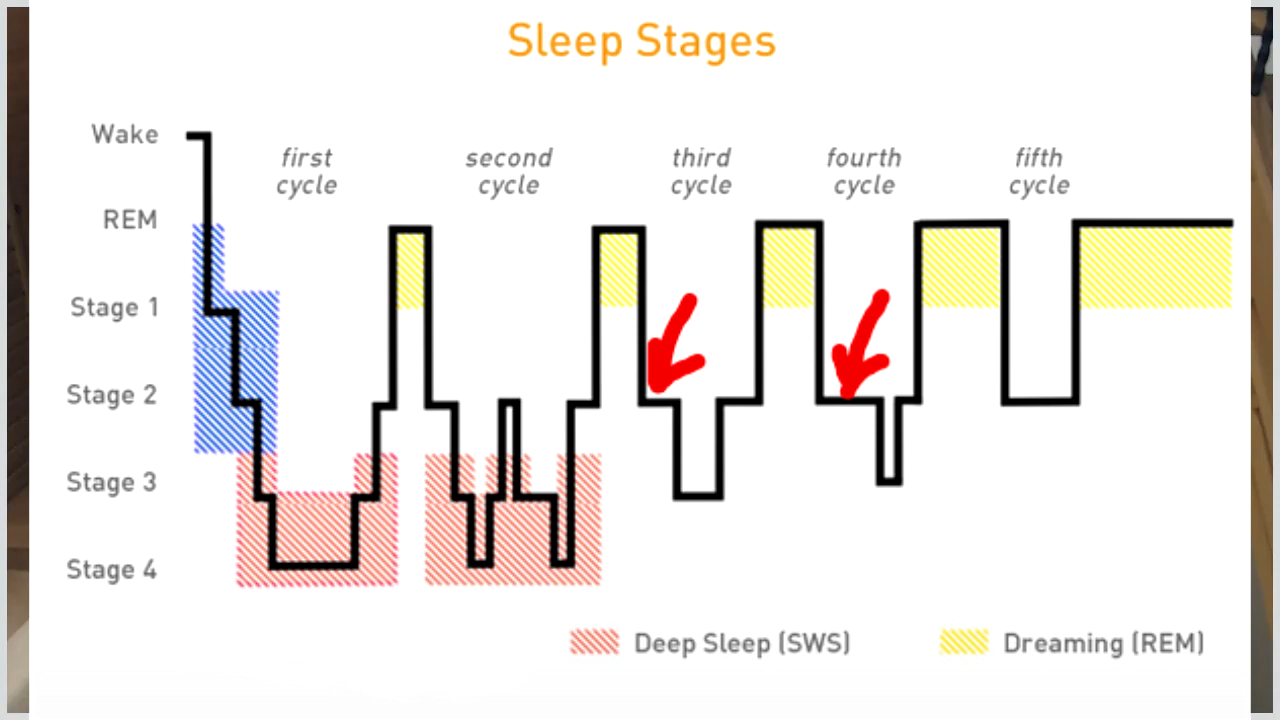 Sleep Stages
Wake
first
cycle
second
cycle
third
cycle
fourth
cycle
fifth
cycle
REM
Stage 1
Stage 2
Stage 3
Stage 4
Deep Sleep (SWS)
Dreaming (REM)